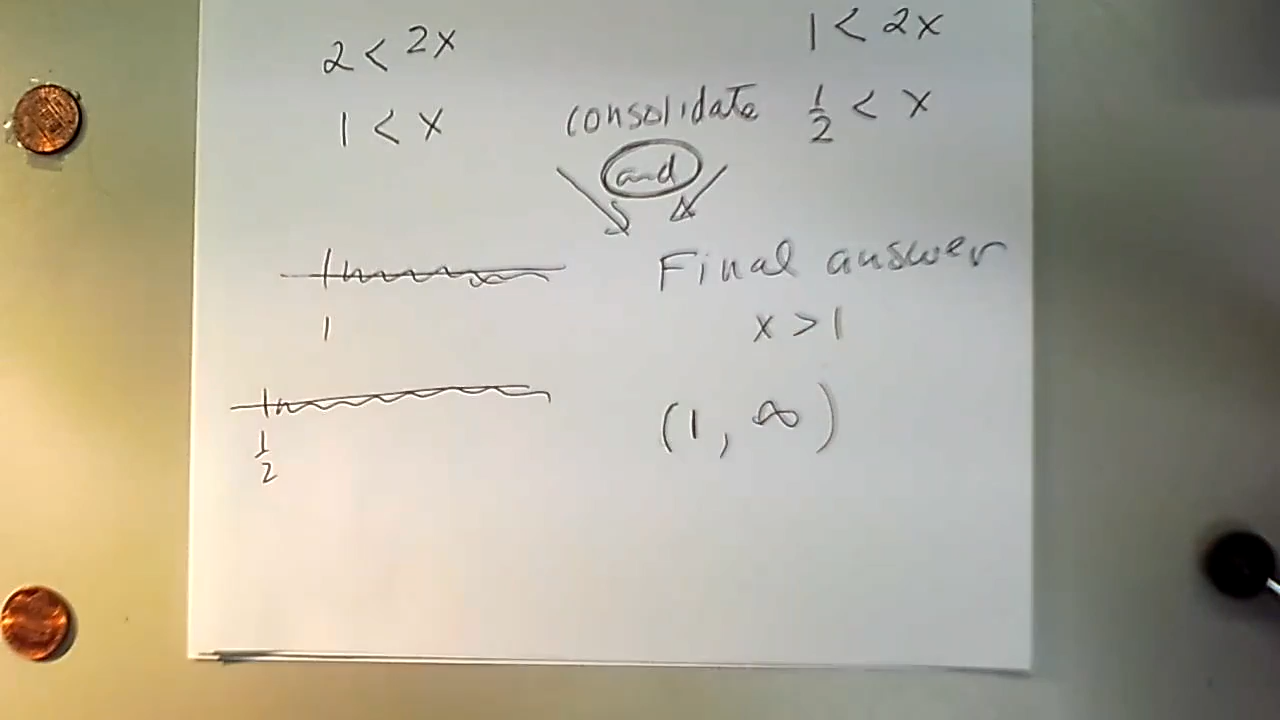 2 < 2x
1 < x
1 < 2x
1/2 < x
consolidate
and
1
1/2
Final answer
x > 1
(1, ∞)